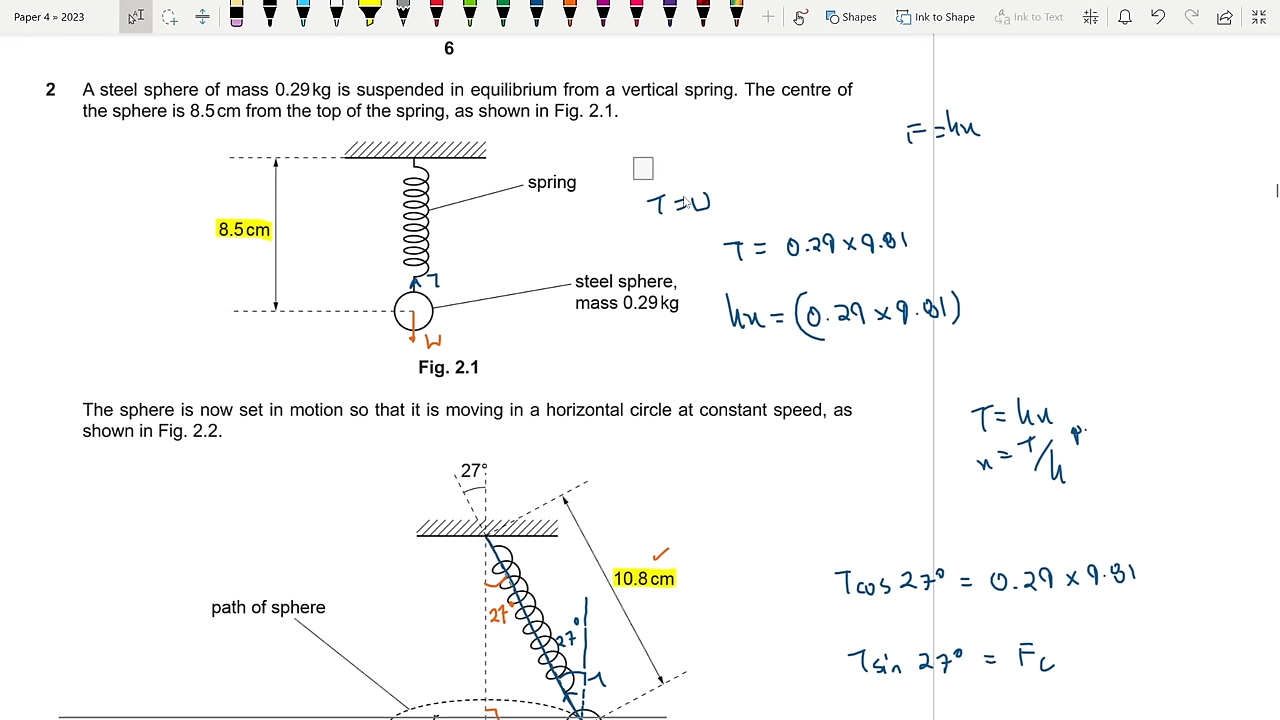 Paper 4 » 2023
Shapes
Ink to Shape
Ink to Text
6
2 A steel sphere of mass 0.29 kg is suspended in equilibrium from a vertical spring. The centre of
the sphere is 8.5 cm from the top of the spring, as shown in Fig. 2.1.
F = kx
spring
T = W
8.5 cm
T = 0.29 × 9.81
T
steel sphere,
mass 0.29 kg
kx = (0.29 × 9.81)
W
Fig. 2.1
The sphere is now set in motion so that it is moving in a horizontal circle at constant speed, as
shown in Fig. 2.2.
T = kx
x = T/k
27°
10.8 cm
Tcos 27° = 0.29 × 9.81
path of sphere
27°
27°
T
Tsin 27° = Fc